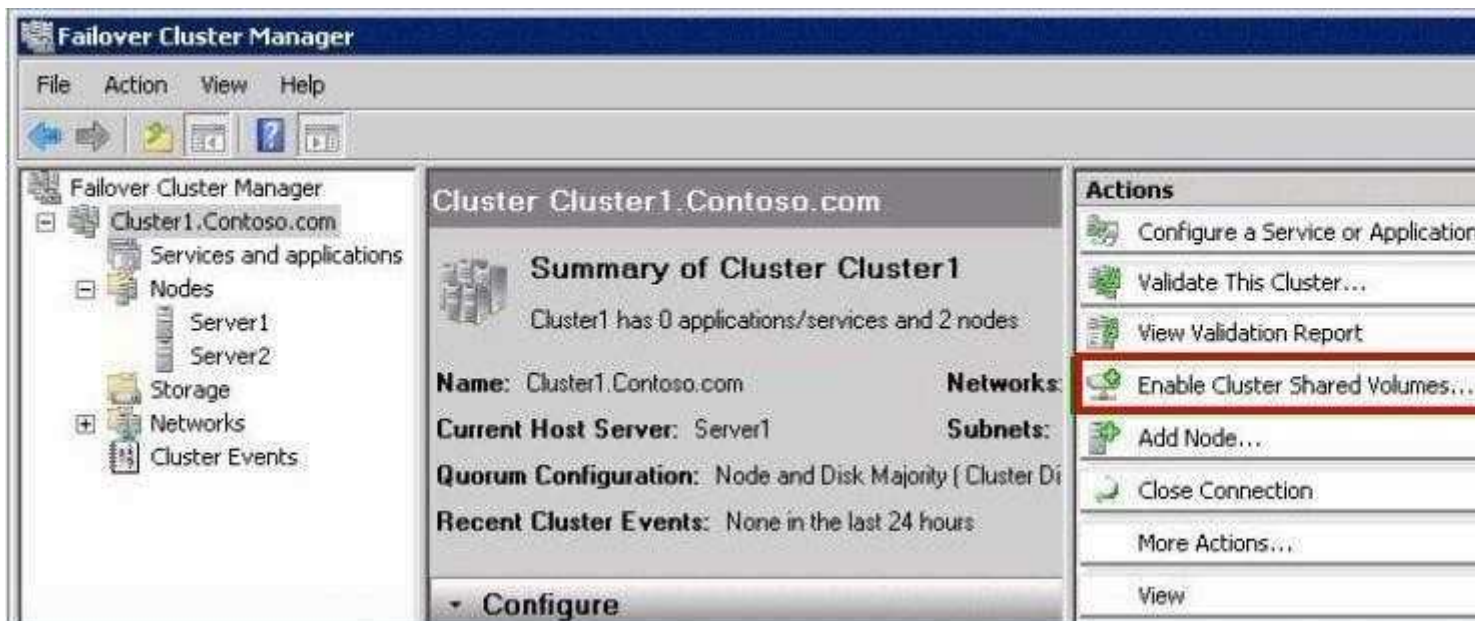 Failover Cluster Manager
File Action View Help
Failover Cluster Manager
Cluster1.Contoso.com
Services and applications
Nodes
Server1
Server2
Storage
Networks
Cluster Events
Cluster Cluster1.Contoso.com
Summary of Cluster Cluster1
Cluster1 has 0 applications/services and 2 nodes
Name: Cluster1.Contoso.com Networks:
Current Host Server: Server1 Subnets:
Quorum Configuration: Node and Disk Majority ( Cluster Di
Recent Cluster Events: None in the last 24 hours
Configure
Actions
Configure a Service or Application
Validate This Cluster...
View Validation Report
Enable Cluster Shared Volumes...
Add Node...
Close Connection
More Actions...
View